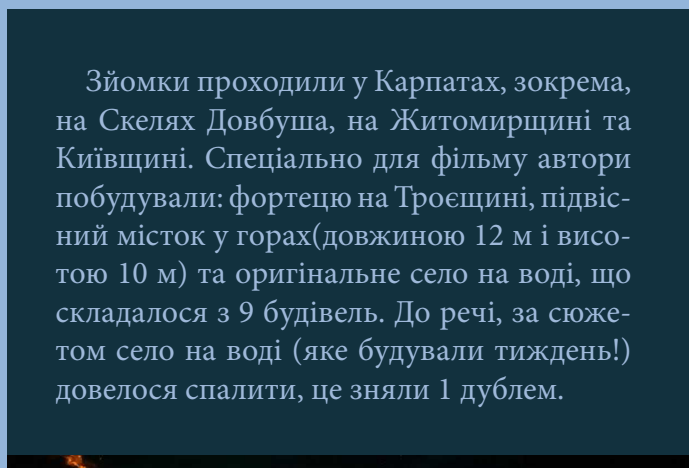 Зйомки проходили у Карпатах, зокрема,
на Скелях Довбуша, на Житомирщині та
Київщині. Спеціально для фільму автори
побудували: фортецю на Троєщині, підвіс-
ний місток у горах(довжиною 12 м і висо-
тою 10 м) та оригінальне село на воді, що
складалося з 9 будівель. До речі, за сюже-
том село на воді (яке будували тиждень!)
довелося спалити, це зняли 1 дублем.